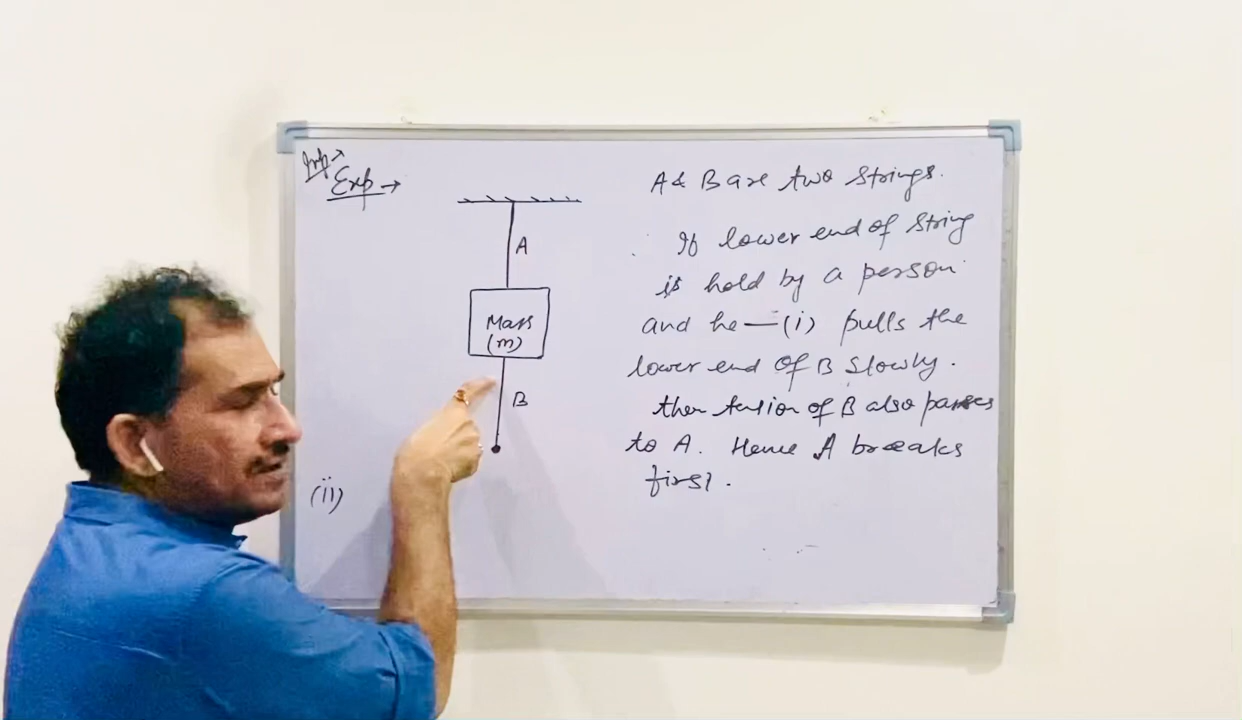 Imp →
Exp →
A
Mass
(m)
B
(ii)
A & B are two strings.
If lower end of string
is hold by a person
and he — (i) pulls the
lower end of B slowly.
then tension of B also passes
to A. Hence A breaks
first.